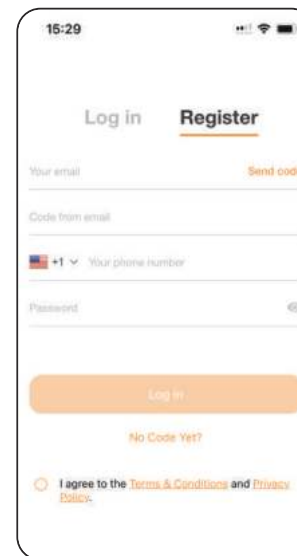 15:29
Log in Register
Your email Send code
Code from email
+1 Your phone number
Password
Log in
No Code Yet?
I agree to the Terms & Conditions and Privacy
Policy.